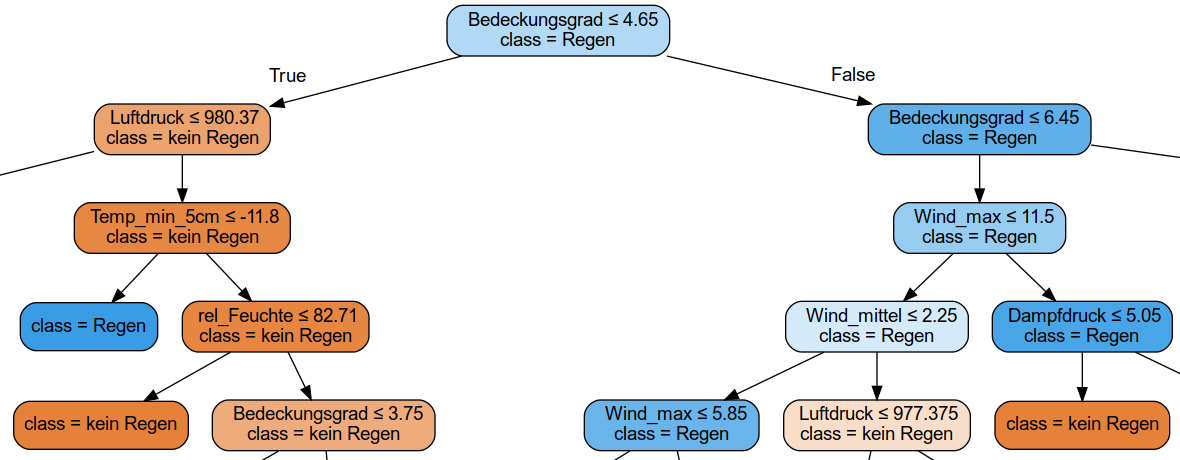 Bedeckungsgrad ≤ 4.65
class = Regen
True
False
Luftdruck ≤ 980.37
class = kein Regen
Bedeckungsgrad ≤ 6.45
class = Regen
Temp_min_5cm ≤ -11.8
class = kein Regen
Wind_max ≤ 11.5
class = Regen
class = Regen
rel_Feuchte ≤ 82.71
class = kein Regen
Wind_mittel ≤ 2.25
class = Regen
Dampfdruck ≤ 5.05
class = Regen
class = kein Regen
Bedeckungsgrad ≤ 3.75
class = kein Regen
Wind_max ≤ 5.85
class = Regen
Luftdruck ≤ 977.375
class = kein Regen
class = kein Regen